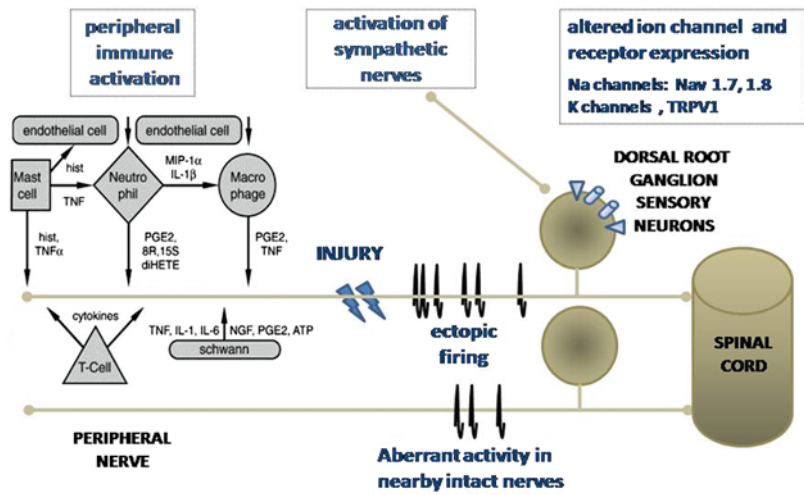 peripheral
immune
activation
activation of
sympathetic
nerves
altered ion channel and
receptor expression
Na channels: Nav 1.7, 1.8
K channels , TRPV1
endothelial cell
endothelial cell
Mast
cell
hist
TNF
Neutro
phil
MIP-1α
IL-1β
Macro
phage
hist,
TNFα
PGE2,
8R,15S
diHETE
PGE2,
TNF
INJURY
DORSAL ROOT
GANGLION
SENSORY
NEURONS
cytokines
T-Cell
TNF, IL-1, IL-6
NGF, PGE2, ATP
schwann
ectopic
firing
SPINAL
CORD
PERIPHERAL
NERVE
Aberrant activity in
nearby intact nerves